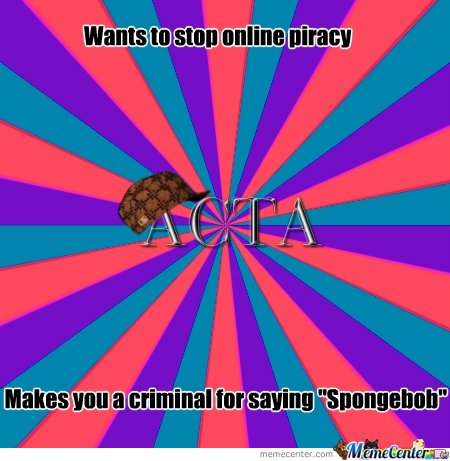 Wants to stop online piracy
ACTA
Makes you a criminal for saying "Spongebob"
memecenter.com MemeCenter